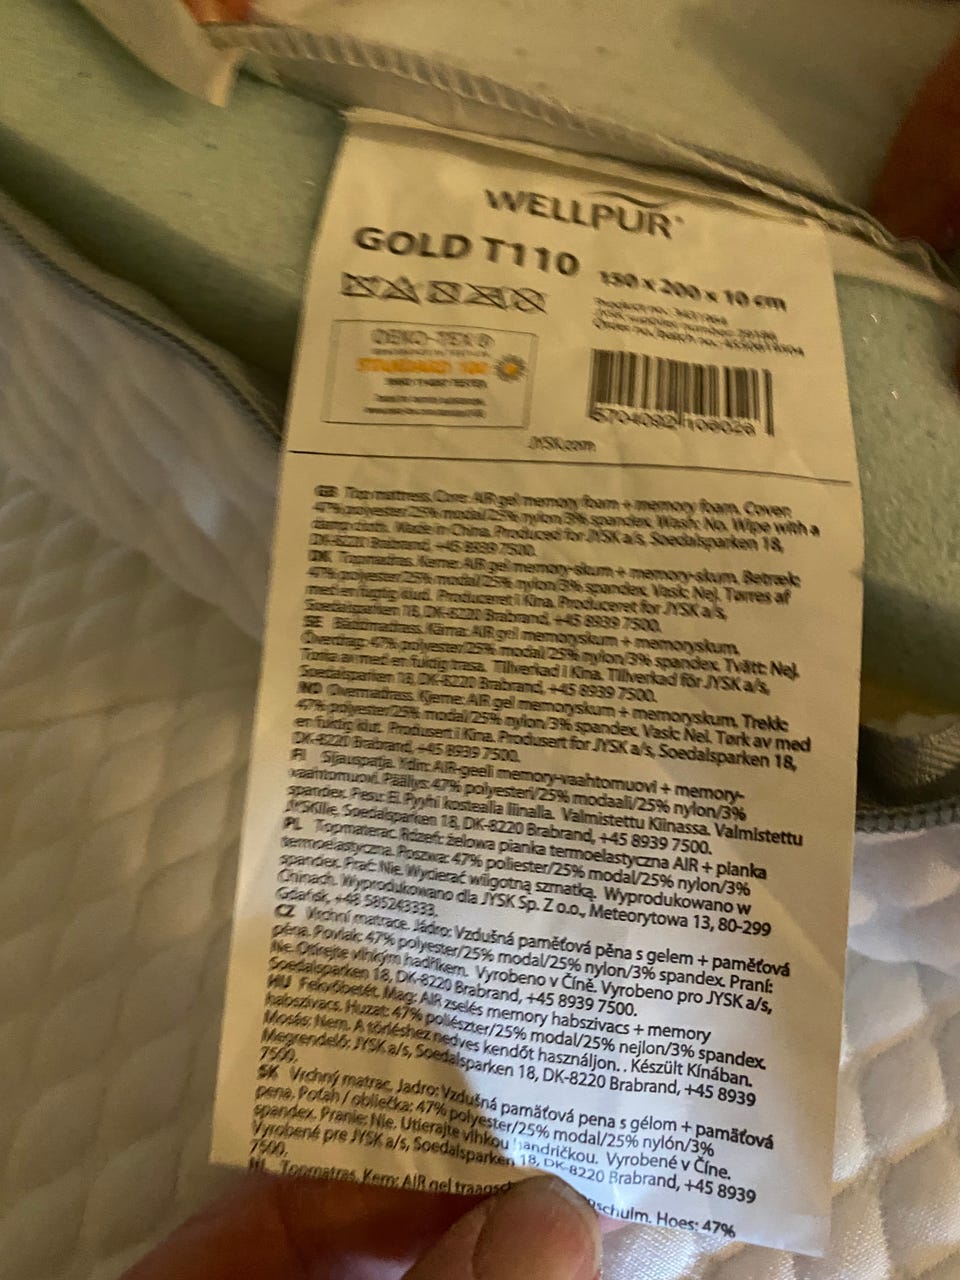 WELLPUR
GOLD T110
150 x 200 x 10 cm
Product no.
Order no. batch no.
OEKO-TEX®
STANDARD 100
5704092
JYSK.com
GB Top mattress. Core: AIR gel memory foam + memory foam. Cover:
47% polyester/25% modal/25% nylon/3% spandex. Wash: No. Wipe with a
damp cloth. Made in China. Produced for JYSK a/s, Soedalsparken 18,
DK-8220 Brabrand, +45 8939 7500.
DK Topmadras. Kerne: AIR gel memory-skum + memory-skum. Betræk:
47% polyester/25% modal/25% nylon/3% spandex. Vask: Nej. Tørres af
med en fugtig klud. Produceret i Kina. Produceret for JYSK a/s,
Soedalsparken 18, DK-8220 Brabrand, +45 8939 7500.
SE Bäddmadrass. Kärna: AIR gel memoryskum + memoryskum.
Överdrag: 47% polyester/25% modal/25% nylon/3% spandex. Tvätt: Nej.
Torka av med en fuktig trasa. Tillverkad i Kina. Tillverkad för JYSK a/s,
Soedalsparken 18, DK-8220 Brabrand, +45 8939 7500.
NO Overmadrass. Kjerne: AIR gel memoryskum + memoryskum. Trekk:
47% polyester/25% modal/25% nylon/3% spandex. Vask: Nei. Tørk av med
en fuktig klut. Produsert i Kina. Produsert for JYSK a/s, Soedalsparken 18,
DK-8220 Brabrand, +45 8939 7500.
FI Sijauspatja. Ydin: AIR-geeli memory-vaahtomuovi + memory-
vaahtomuovi. Päällys: 47% polyesteri/25% modaali/25% nylon/3%
spandex. Pesu: Ei. Pyyhi kostealla liinalla. Valmistettu Kiinassa. Valmistettu
JYSKille, Soedalsparken 18, DK-8220 Brabrand, +45 8939 7500.
PL Topmaterac. Rdzeń: żelowa pianka termoelastyczna AIR + pianka
termoelastyczna. Poszwa: 47% poliester/25% modal/25% nylon/3%
spandex. Prać: Nie. Wycierać wilgotną szmatką. Wyprodukowano w
Chinach. Wyprodukowano dla JYSK Sp. Z o.o., Meteorytowa 13, 80-299
Gdańsk, +48 585243333.
CZ Vrchní matrace. Jádro: Vzdušná paměťová pěna s gelem + paměťová
pěna. Povlak: 47% polyester/25% modal/25% nylon/3% spandex. Praní:
Ne. Otírejte vlhkým hadříkem. Vyrobeno v Číně. Vyrobeno pro JYSK a/s,
Soedalsparken 18, DK-8220 Brabrand, +45 8939 7500.
HU Fekvőbetét. Mag: AIR zselés memory habszivacs + memory
habszivacs. Huzat: 47% poliészter/25% modal/25% nejlon/3% spandex.
Mosás: Nem. A törléshez nedves kendőt használjon. . Készült Kínában.
Megrendelő: JYSK a/s, Soedalsparken 18, DK-8220 Brabrand, +45 8939
7500.
SK Vrchný matrac. Jadro: Vzdušná pamäťová pena s gélom + pamäťová
pena. Poťah / obliečka: 47% polyester/25% modal/25% nylón/3%
spandex. Pranie: Nie. Utierajte vlhkou handričkou. Vyrobené v Číne.
Vyrobené pre JYSK a/s, Soedalsparken 18, DK-8220 Brabrand, +45 8939
7500.
NL Topmatras. Kern: AIR gel Hoes: 47%